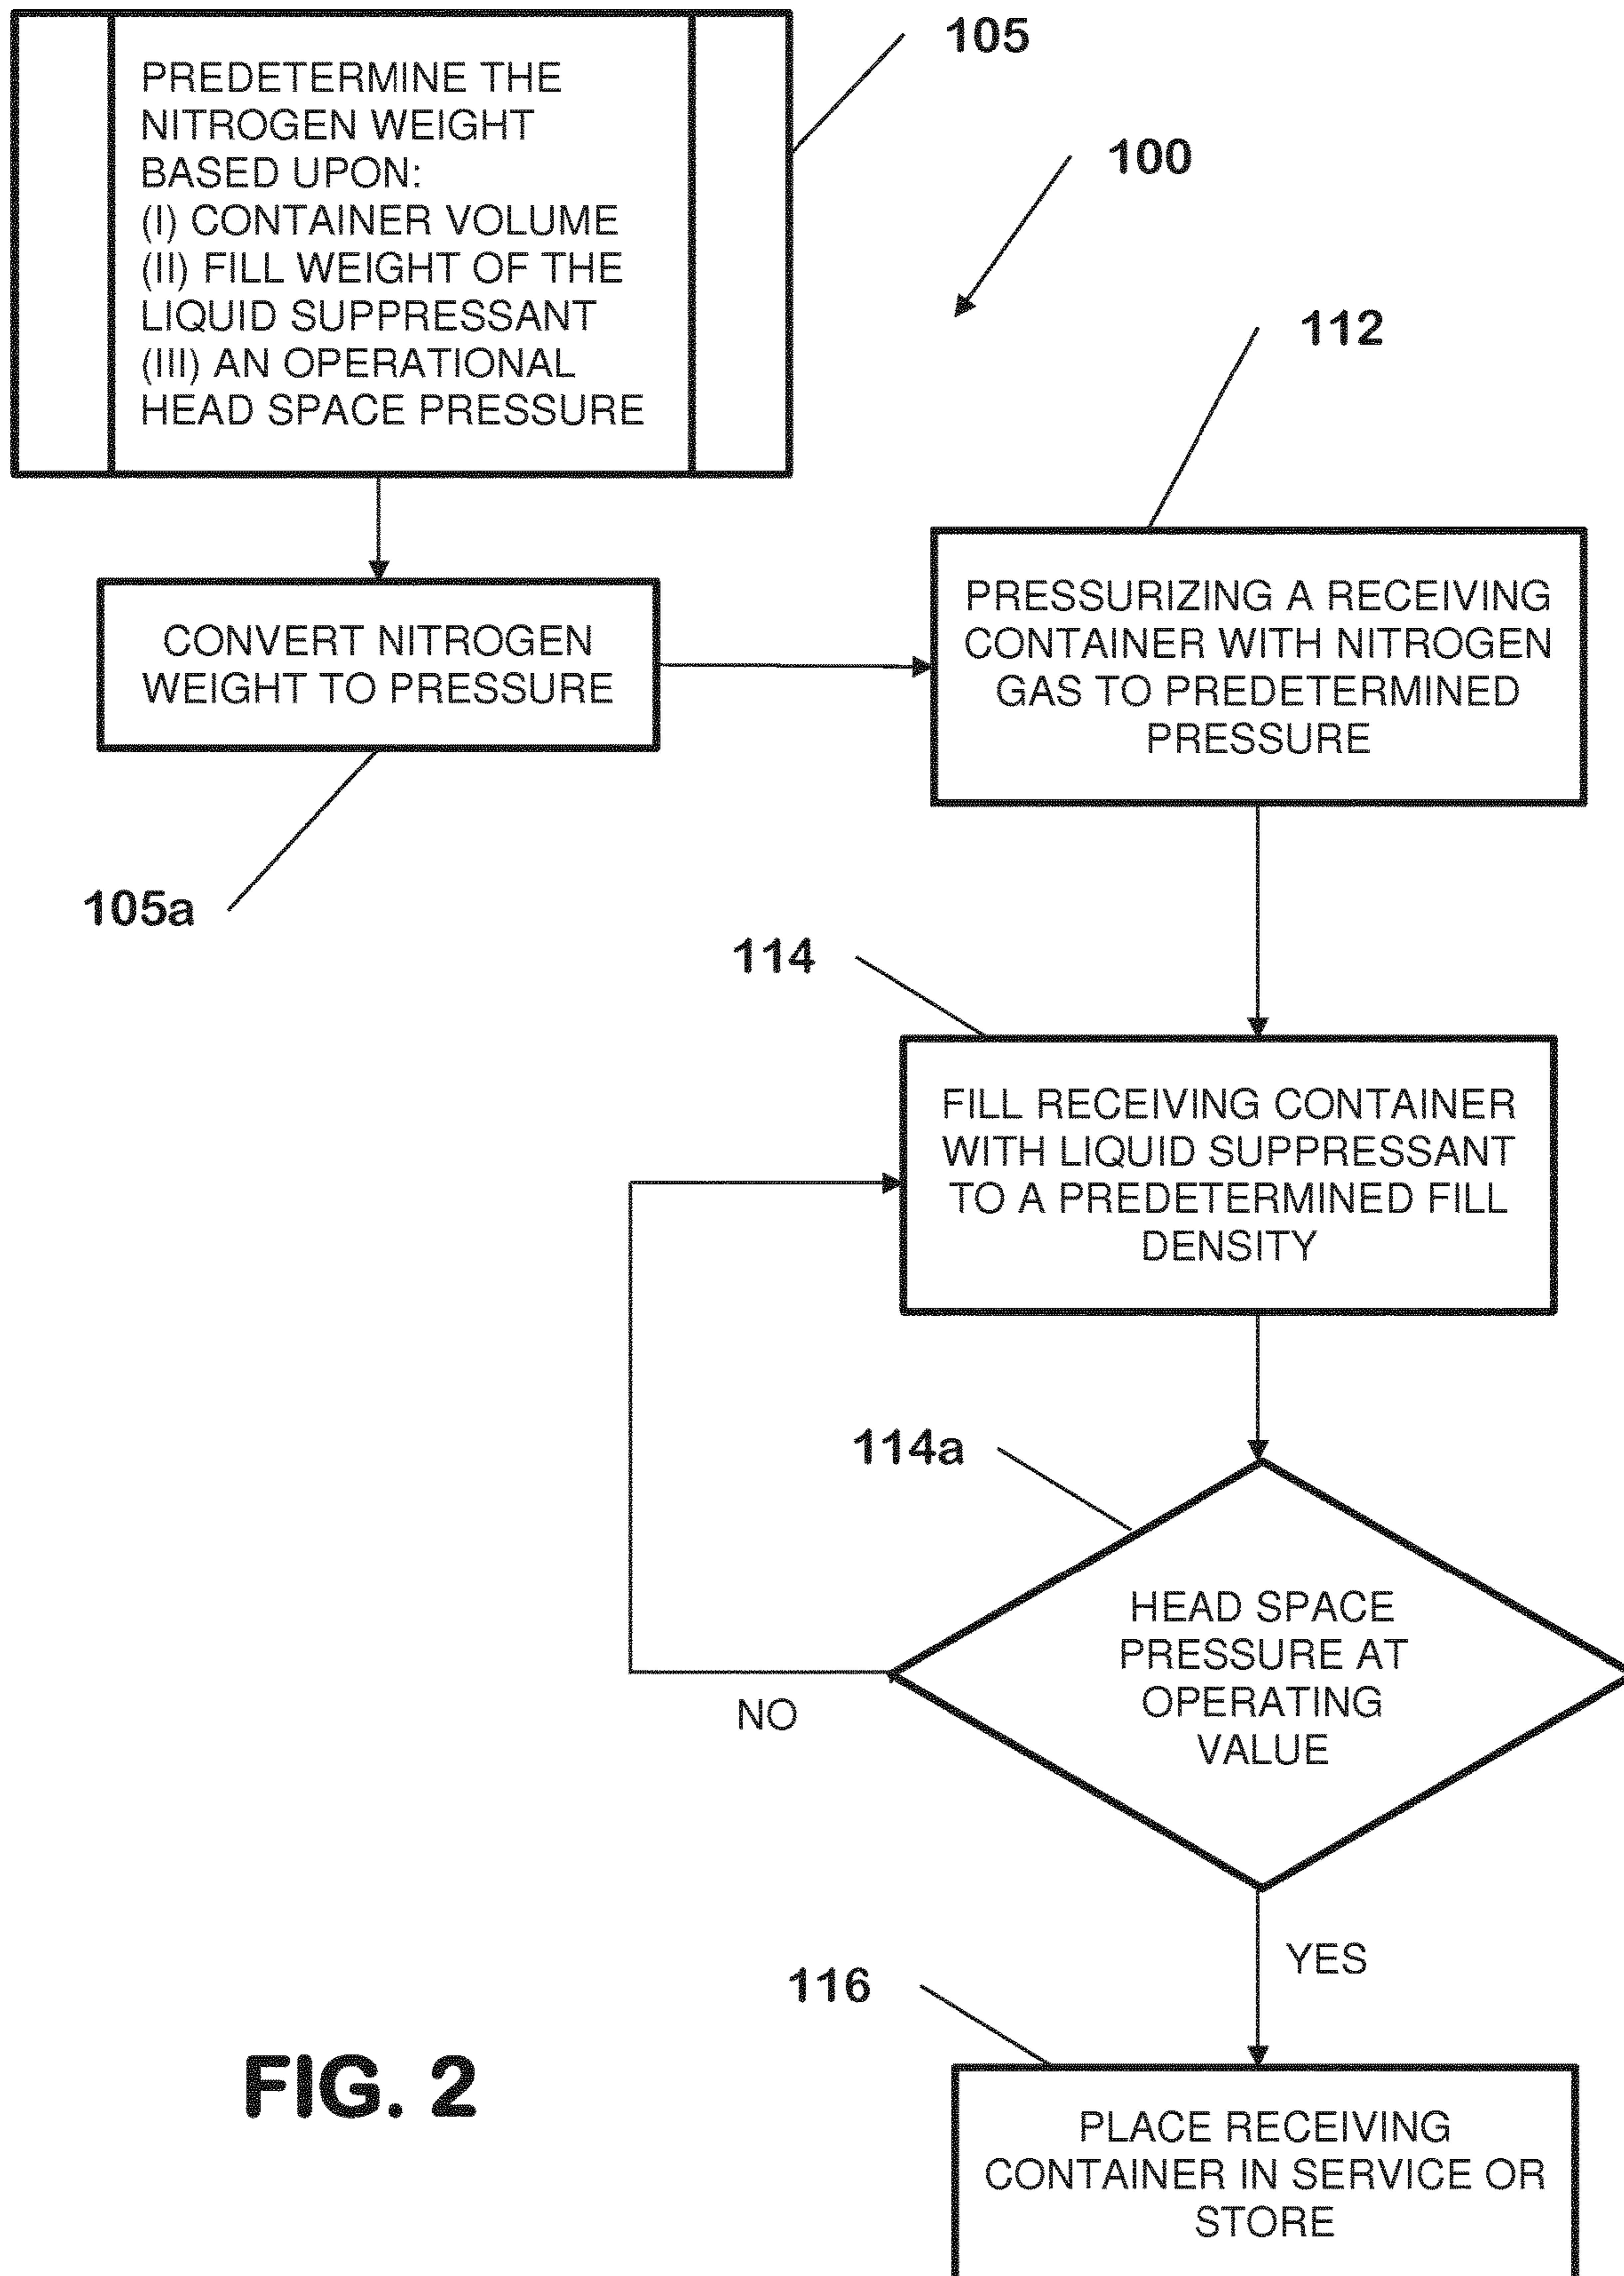 105
PREDETERMINE THE
NITROGEN WEIGHT
BASED UPON:
(I) CONTAINER VOLUME
(II) FILL WEIGHT OF THE
LIQUID SUPPRESSANT
(III) AN OPERATIONAL
HEAD SPACE PRESSURE
100
112
CONVERT NITROGEN
WEIGHT TO PRESSURE
PRESSURIZING A RECEIVING
CONTAINER WITH NITROGEN
GAS TO PREDETERMINED
PRESSURE
105a
114
FILL RECEIVING CONTAINER
WITH LIQUID SUPPRESSANT
TO A PREDETERMINED FILL
DENSITY
114a
HEAD SPACE
PRESSURE AT
OPERATING
VALUE
NO
YES
116
PLACE RECEIVING
CONTAINER IN SERVICE OR
STORE
FIG. 2